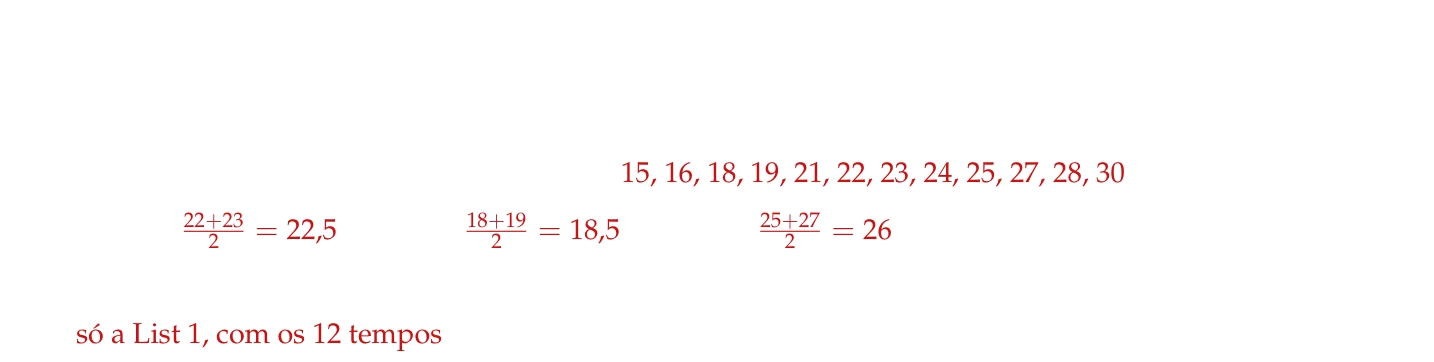 15, 16, 18, 19, 21, 22, 23, 24, 25, 27, 28, 30
22+23/2 = 22,5 18+19/2 = 18,5 25+27/2 = 26
só a List 1, com os 12 tempos